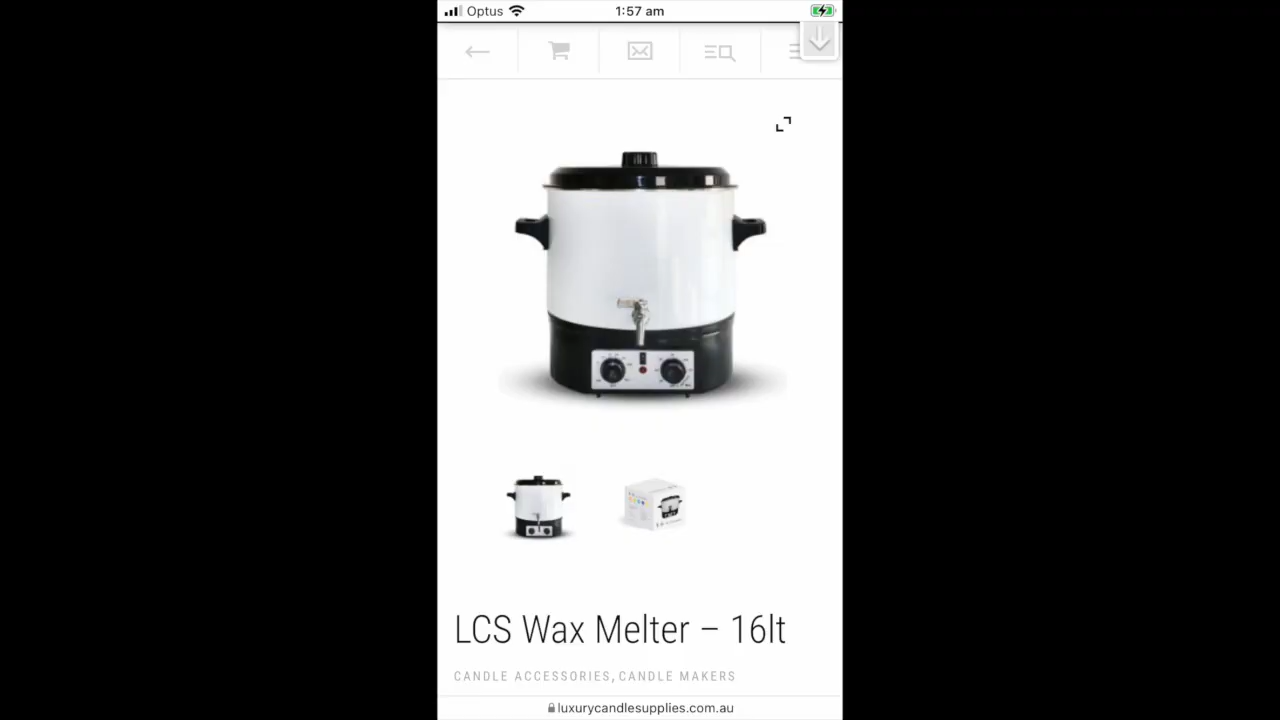 Optus
1:57 am
LCS Wax Melter – 16lt
CANDLE ACCESSORIES, CANDLE MAKERS
luxurycandlesupplies.com.au